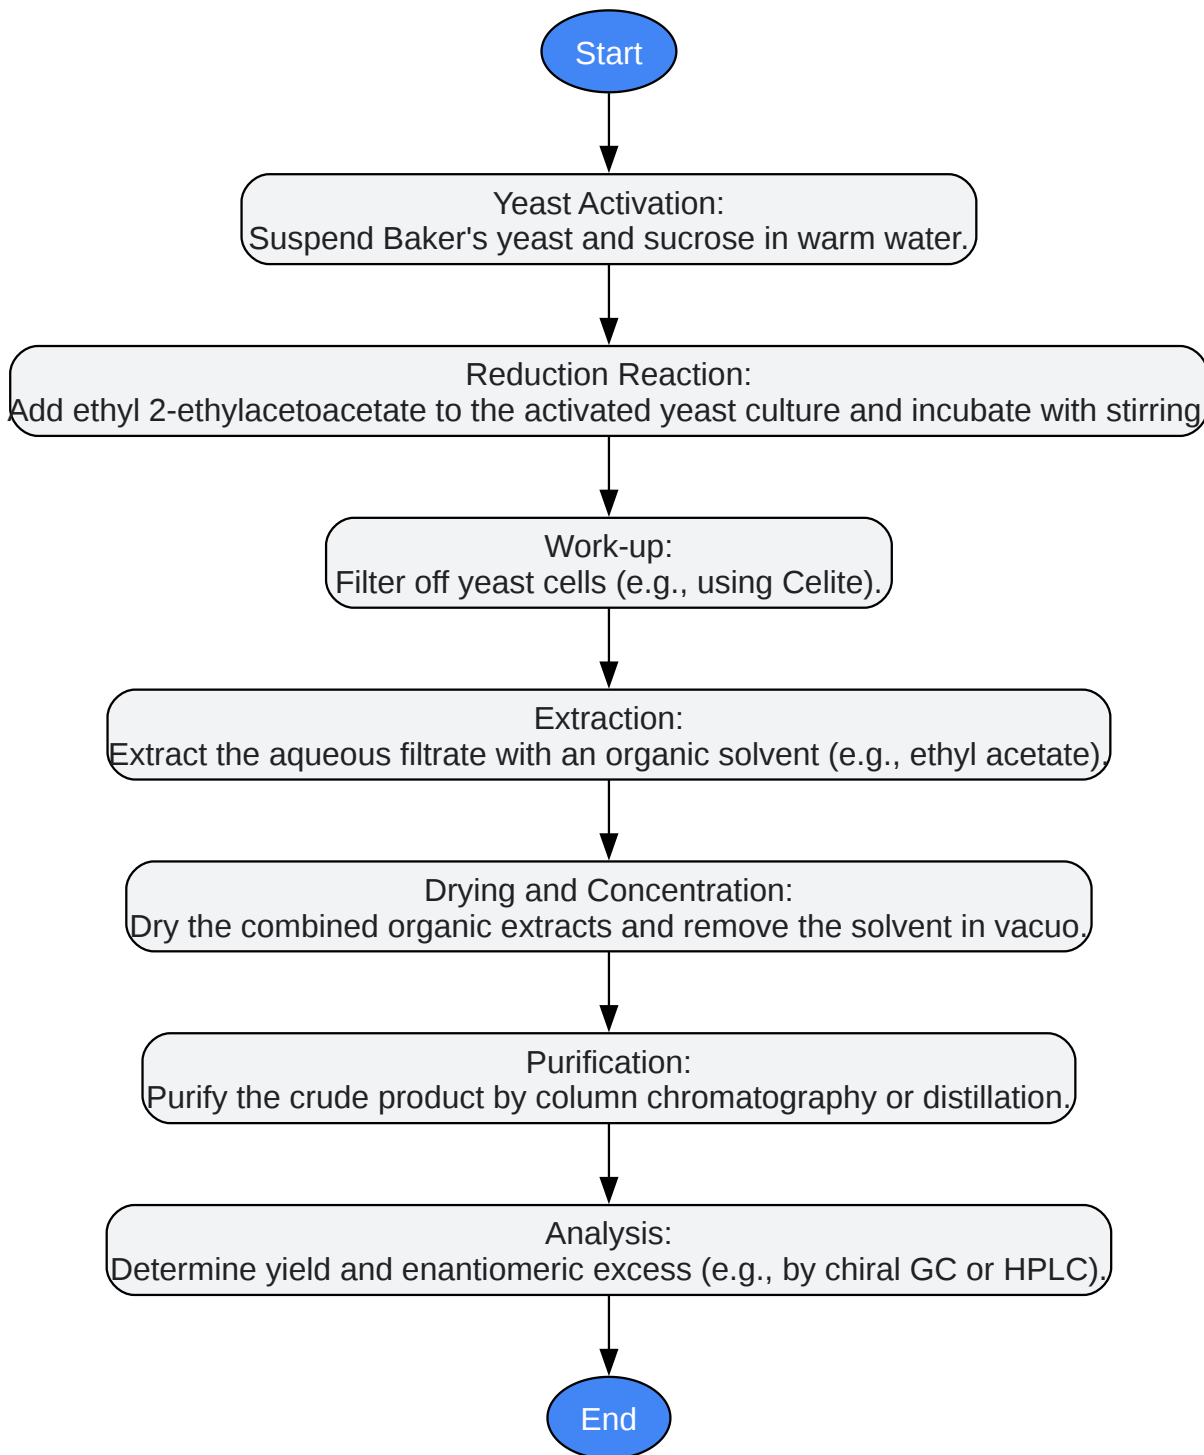 Start
Yeast Activation:
Suspend Baker's yeast and sucrose in warm water.
Reduction Reaction:
Add ethyl 2-ethylacetoacetate to the activated yeast culture and incubate with stirring.
Work-up:
Filter off yeast cells (e.g., using Celite).
Extraction:
Extract the aqueous filtrate with an organic solvent (e.g., ethyl acetate).
Drying and Concentration:
Dry the combined organic extracts and remove the solvent in vacuo.
Purification:
Purify the crude product by column chromatography or distillation.
Analysis:
Determine yield and enantiomeric excess (e.g., by chiral GC or HPLC).
End